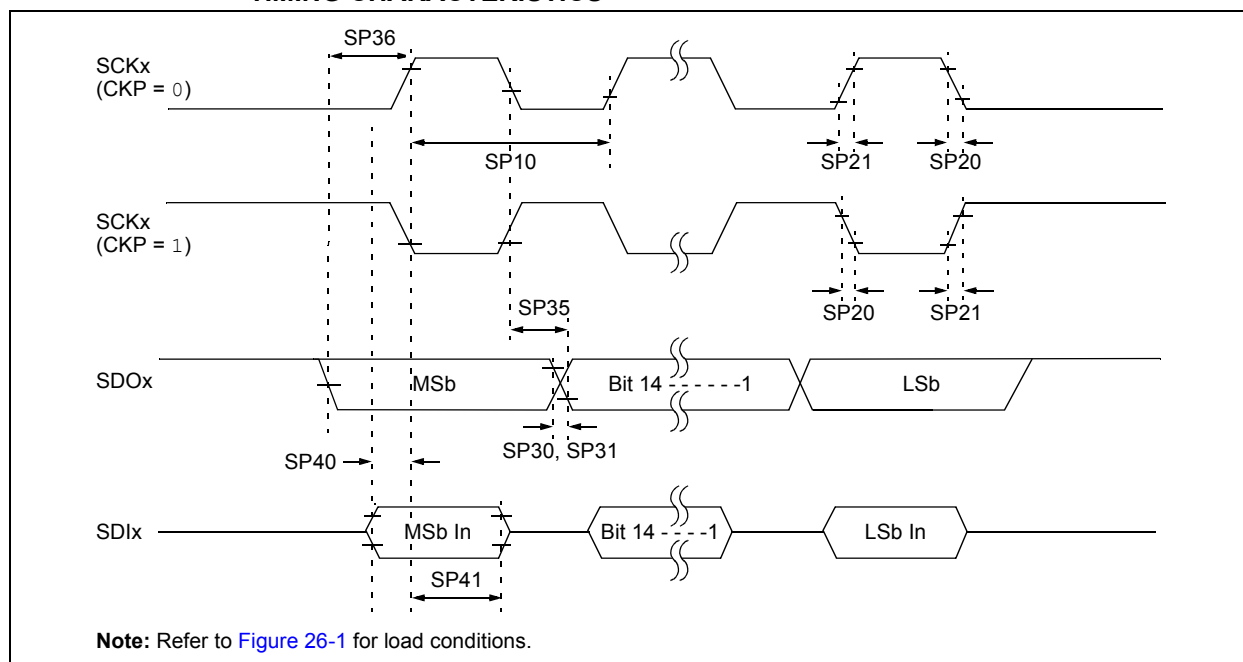 SP36
SCKx
(CKP = 0)
SP10
SP21
SP20
SCKx
(CKP = 1)
SP35
SP20
SP21
SDOx
MSb
Bit 14 - - - - - -1
LSb
SP40
SP30, SP31
SDIx
MSb In
Bit 14 - - - -1
LSb In
SP41
Note: Refer to Figure 26-1 for load conditions.